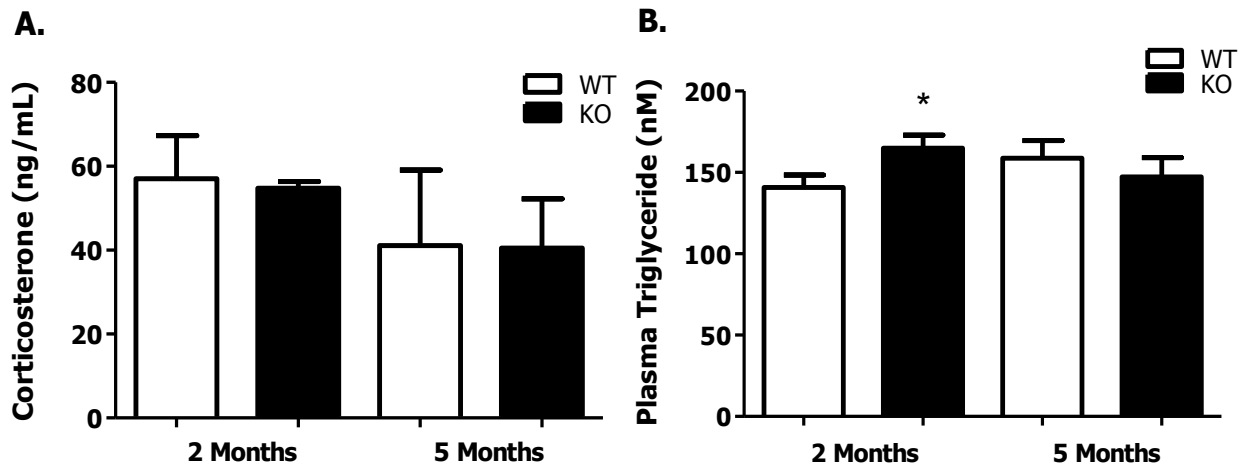 A.
Corticosterone (ng/mL)
80
60
40
20
0
WT
KO
2 Months
5 Months
B.
Plasma Triglyceride (nM)
200
150
100
50
0
WT
KO
*
2 Months
5 Months